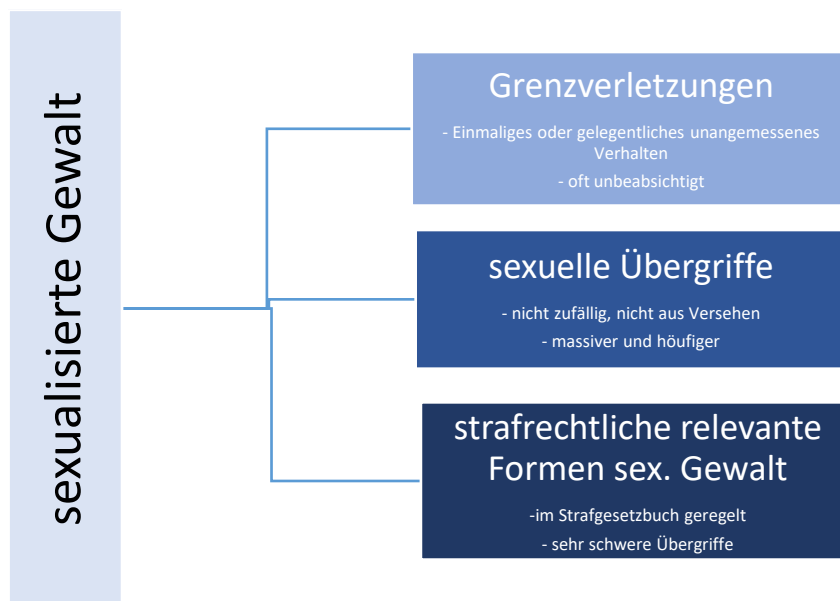 sexualisierte Gewalt
Grenzverletzungen
- Einmaliges oder gelegentliches unangemessenes
Verhalten
- oft unbeabsichtigt
sexuelle Übergriffe
- nicht zufällig, nicht aus Versehen
- massiver und höufiger
strafrechtliche relevante
Formen sex. Gewalt
-im Strafgesetzbuch geregelt
- sehr schwere Übergriffe